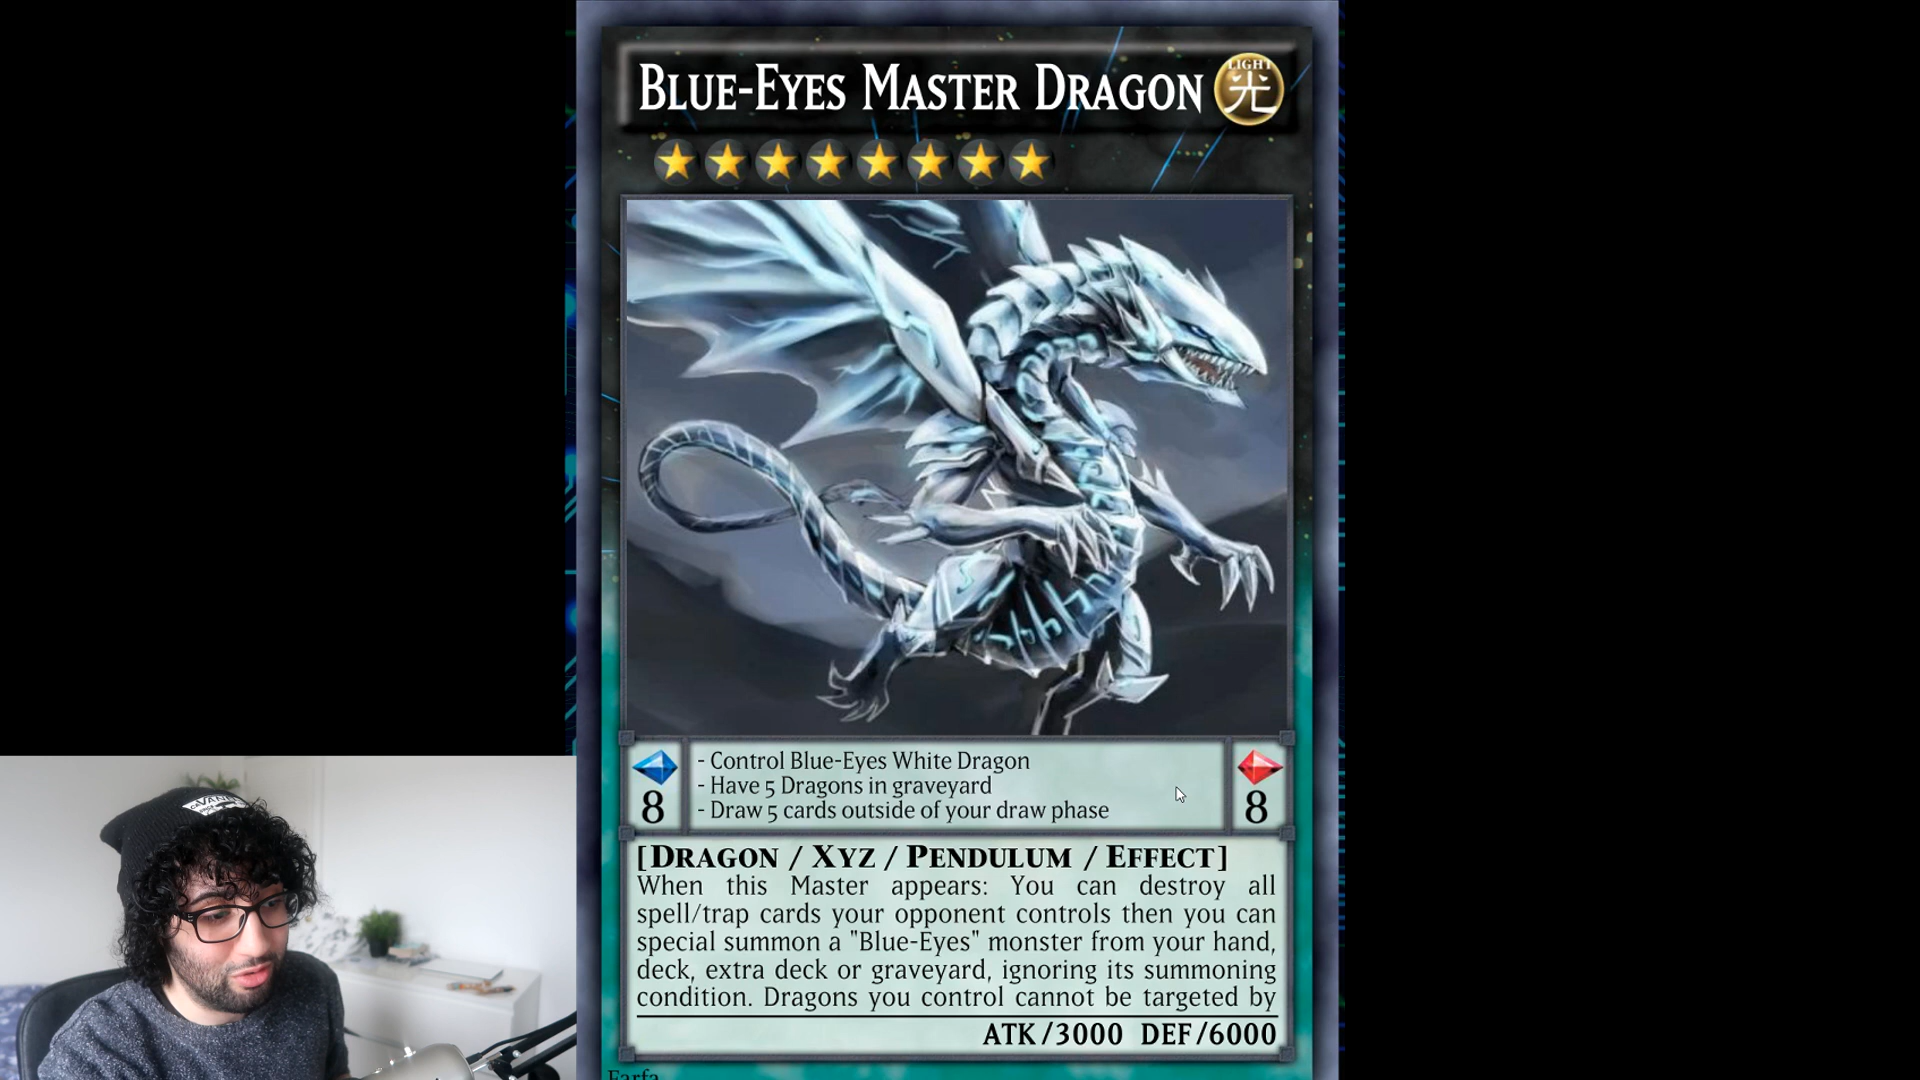 BLUE-EYES MASTER DRAGON
LIGHT
光
- Control Blue-Eyes White Dragon
- Have 5 Dragons in graveyard
- Draw 5 cards outside of your draw phase
8
8
[DRAGON / XYZ / PENDULUM / EFFECT]
When this Master appears: You can destroy all
spell/trap cards your opponent controls then you can
special summon a "Blue-Eyes" monster from your hand,
deck, extra deck or graveyard, ignoring its summoning
condition. Dragons you control cannot be targeted by
ATK/3000 DEF/6000
Farfa
VANS